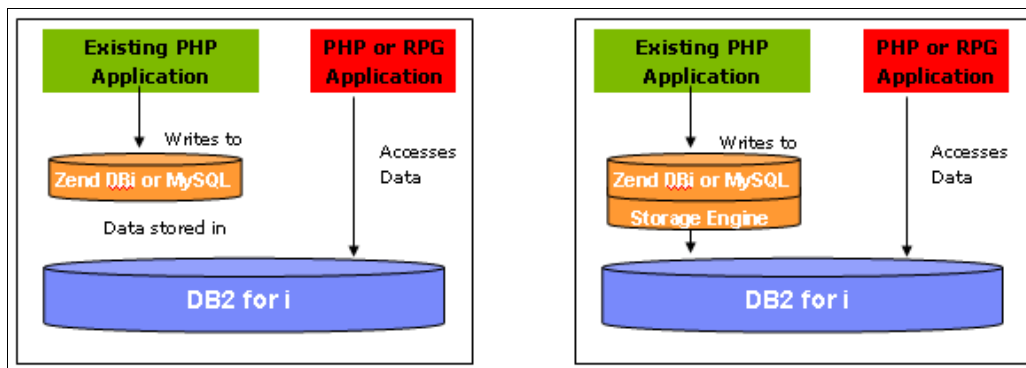 Existing PHP
Application
PHP or RPG
Application
Writes to
Zend DBi or MySQL
Accesses
Data
Data stored in
DB2 for i
Existing PHP
Application
PHP or RPG
Application
Writes to
Zend DBi or MySQL
Storage Engine
Accesses
Data
DB2 for i